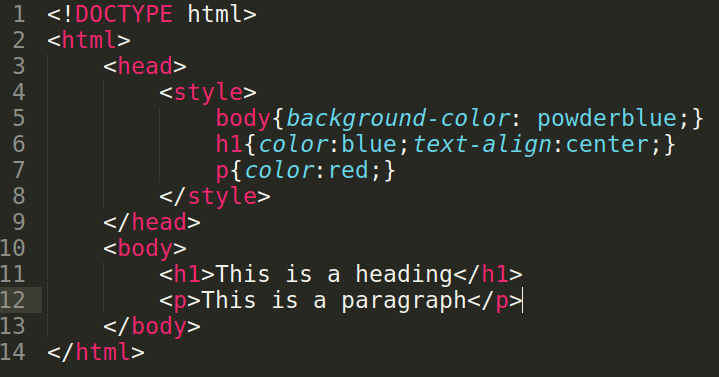 1 <!DOCTYPE html>
2 <html>
3     <head>
4         <style>
5             body{background-color: powderblue;}
6             h1{color:blue;text-align:center;}
7             p{color:red;}
8         </style>
9     </head>
10     <body>
11         <h1>This is a heading</h1>
12         <p>This is a paragraph</p>
13     </body>
14 </html>